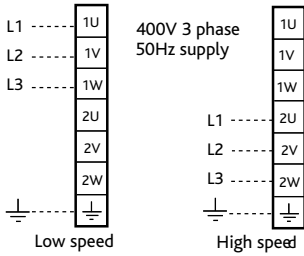 L1 1U
L2 1V
L3 1W
2U
2V
2W
Low speed
400V 3 phase
50Hz supply
1U
1V
1W
L1 2U
L2 2V
L3 2W
High speed